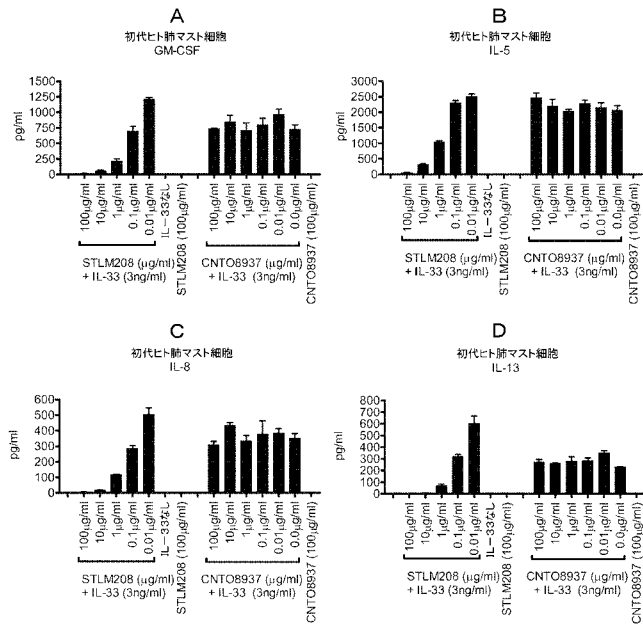 A
初代ヒト肺マスト細胞
GM-CSF
pg/ml
1500
1250
1000
750
500
250
0
100μg/ml
10μg/ml
1μg/ml
0.1μg/ml
0.01μg/ml
IL-33なし
STLM208 (100μg/ml)
100μg/ml
10μg/ml
1μg/ml
0.1μg/ml
0.01μg/ml
0.0μg/ml
CNTO8937 (100μg/ml)
STLM208 (μg/ml)
+ IL-33 (3ng/ml)
CNTO8937 (μg/ml)
+ IL-33 (3ng/ml)
B
初代ヒト肺マスト細胞
IL-5
pg/ml
3000
2500
2000
1500
1000
500
0
100μg/ml
10μg/ml
1μg/ml
0.1μg/ml
0.01μg/ml
IL-33なし
STLM208 (100μg/ml)
100μg/ml
10μg/ml
1μg/ml
0.1μg/ml
0.01μg/ml
0.0μg/ml
CNTO8937 (100μg/ml)
STLM208 (μg/ml)
+ IL-33 (3ng/ml)
CNTO8937 (μg/ml)
+ IL-33 (3ng/ml)
C
初代ヒト肺マスト細胞
IL-8
pg/ml
600
500
400
300
200
100
0
100μg/ml
10μg/ml
1μg/ml
0.1μg/ml
0.01μg/ml
IL-33なし
STLM208 (100μg/ml)
100μg/ml
10μg/ml
1μg/ml
0.1μg/ml
0.01μg/ml
0.0μg/ml
CNTO8937 (100μg/ml)
STLM208 (μg/ml)
+ IL-33 (3ng/ml)
CNTO8937 (μg/ml)
+ IL-33 (3ng/ml)
D
初代ヒト肺マスト細胞
IL-13
pg/ml
800
700
600
500
400
300
200
100
0
100μg/ml
10μg/ml
1μg/ml
0.1μg/ml
0.01μg/ml
IL-33なし
STLM208 (100μg/ml)
100μg/ml
10μg/ml
1μg/ml
0.1μg/ml
0.01μg/ml
0.0μg/ml
CNTO8937 (100μg/ml)
STLM208 (μg/ml)
+ IL-33 (3ng/ml)
CNTO8937 (μg/ml)
+ IL-33 (3ng/ml)